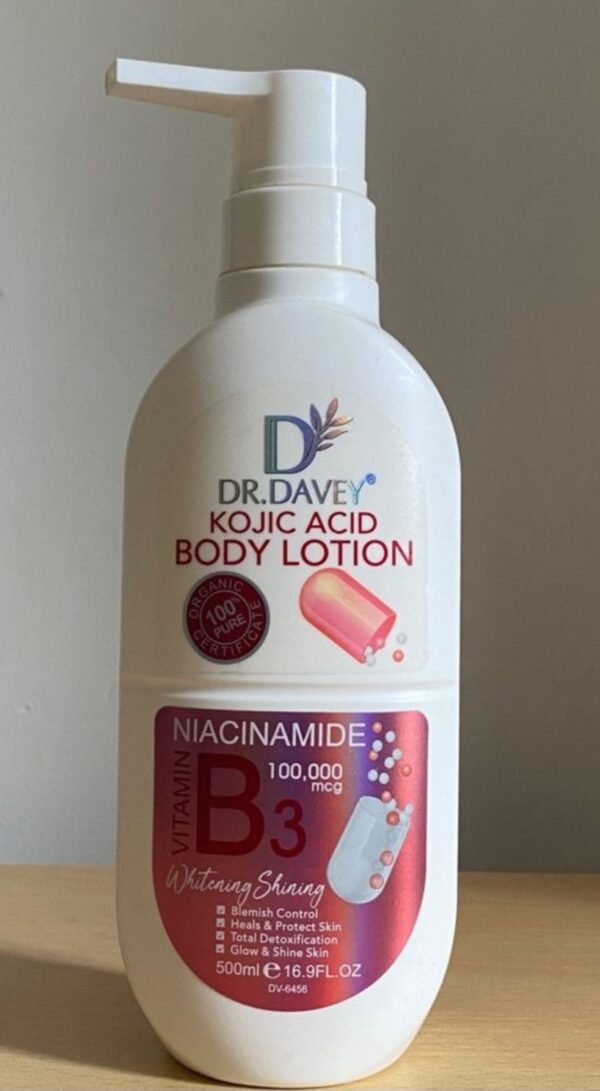 D
DR.DAVEY®
KOJIC ACID
BODY LOTION
ORGANIC
100%
PURE
CERTIFICATE
NIACINAMIDE
VITAMIN
B3
100,000
mcg
Whitening Shining
Blemish Control
Heals & Protect Skin
Total Detoxification
Glow & Shine Skin
500ml e 16.9FL.OZ
DV-6456